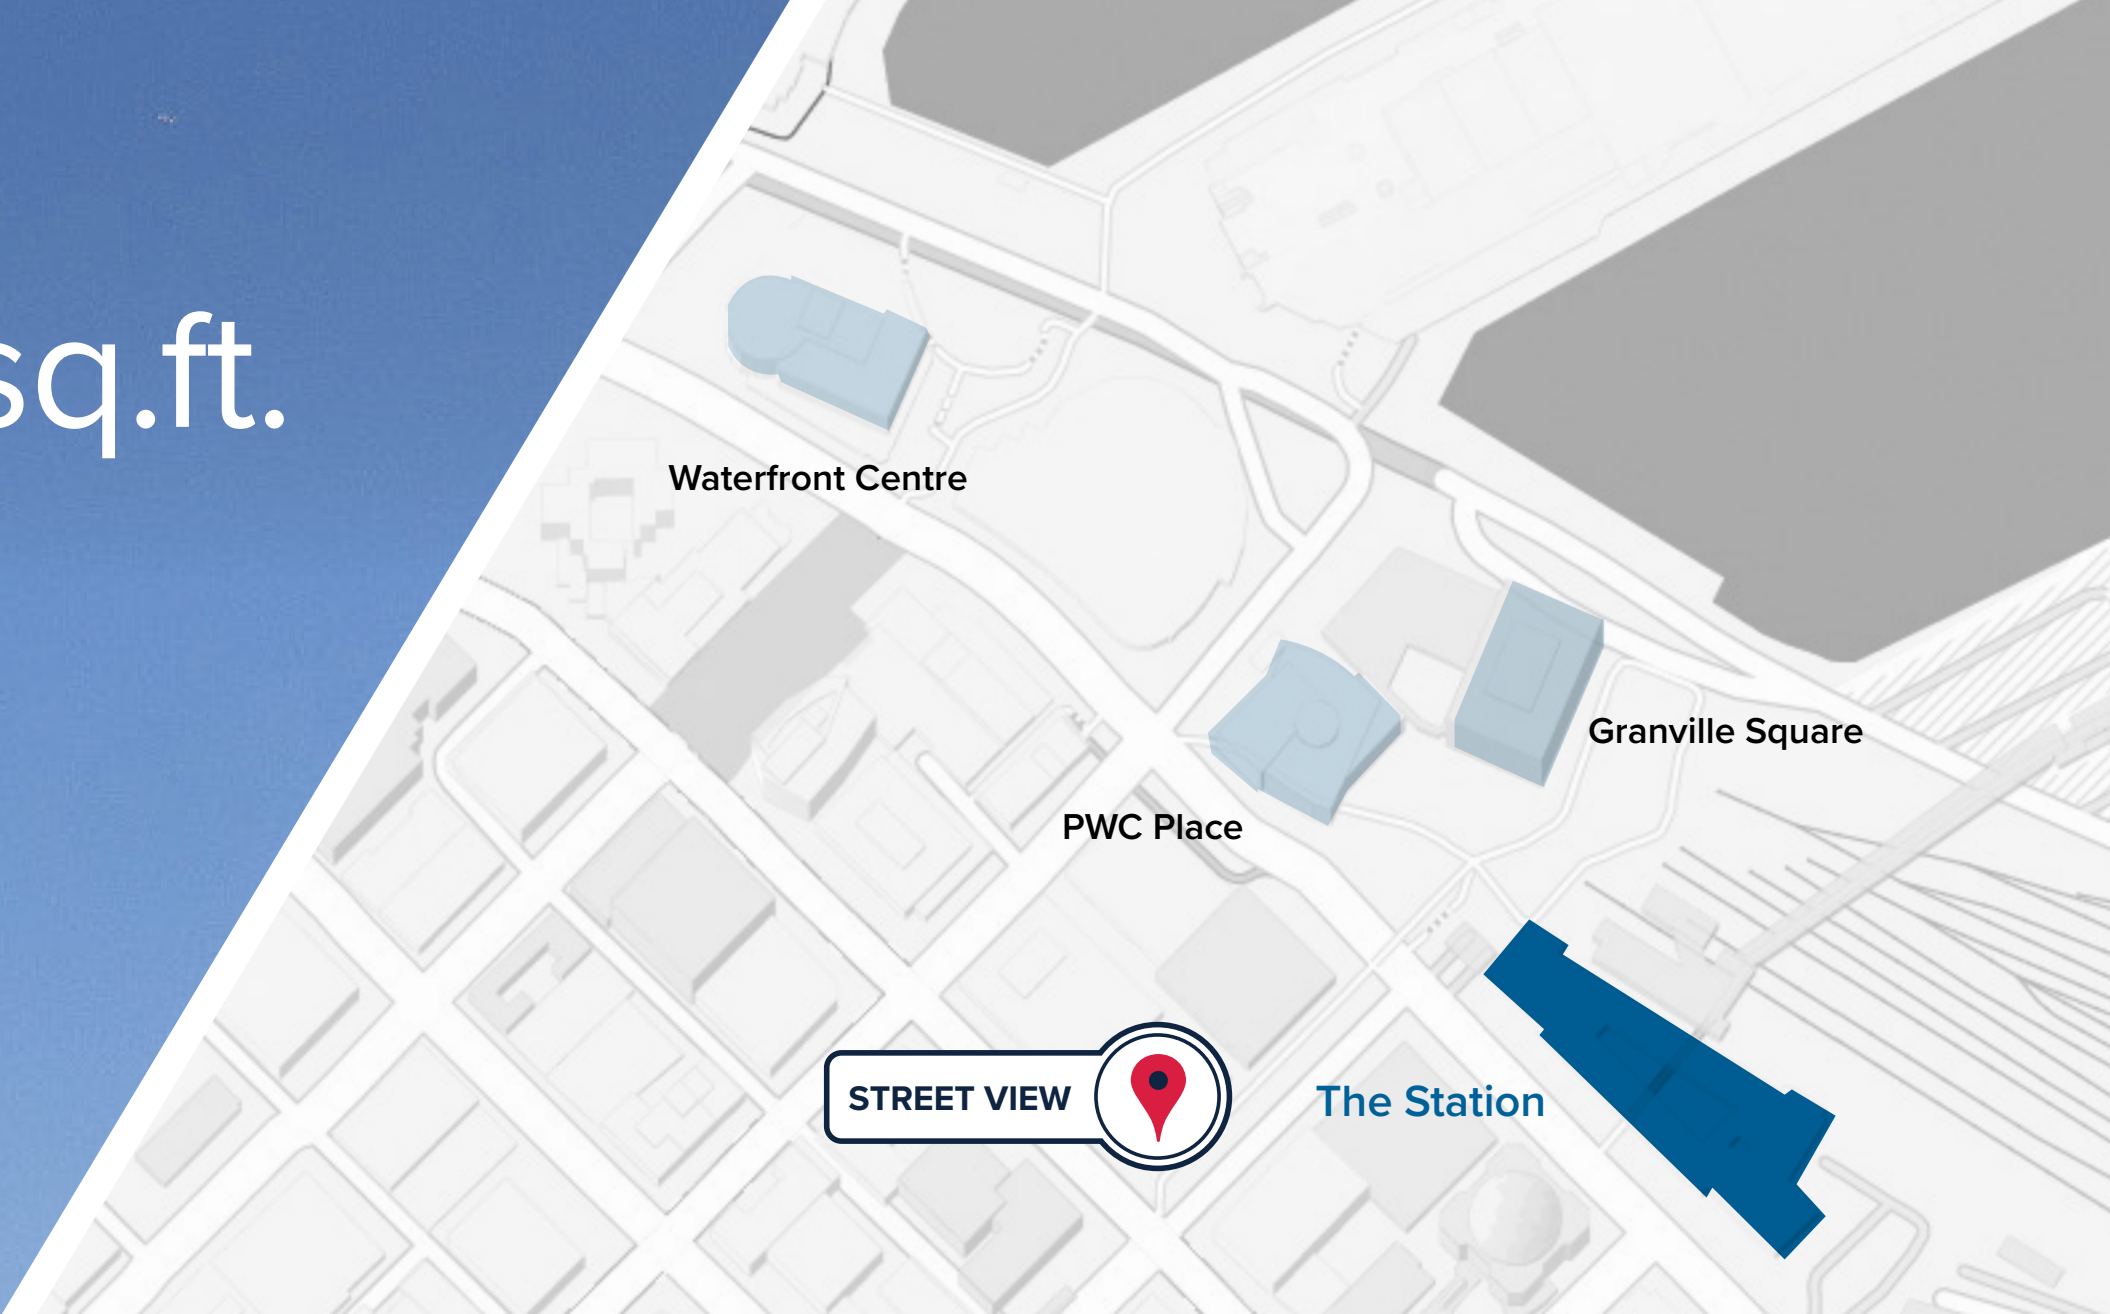 sq.ft.
Waterfront Centre
Granville Square
PWC Place
STREET VIEW
The Station